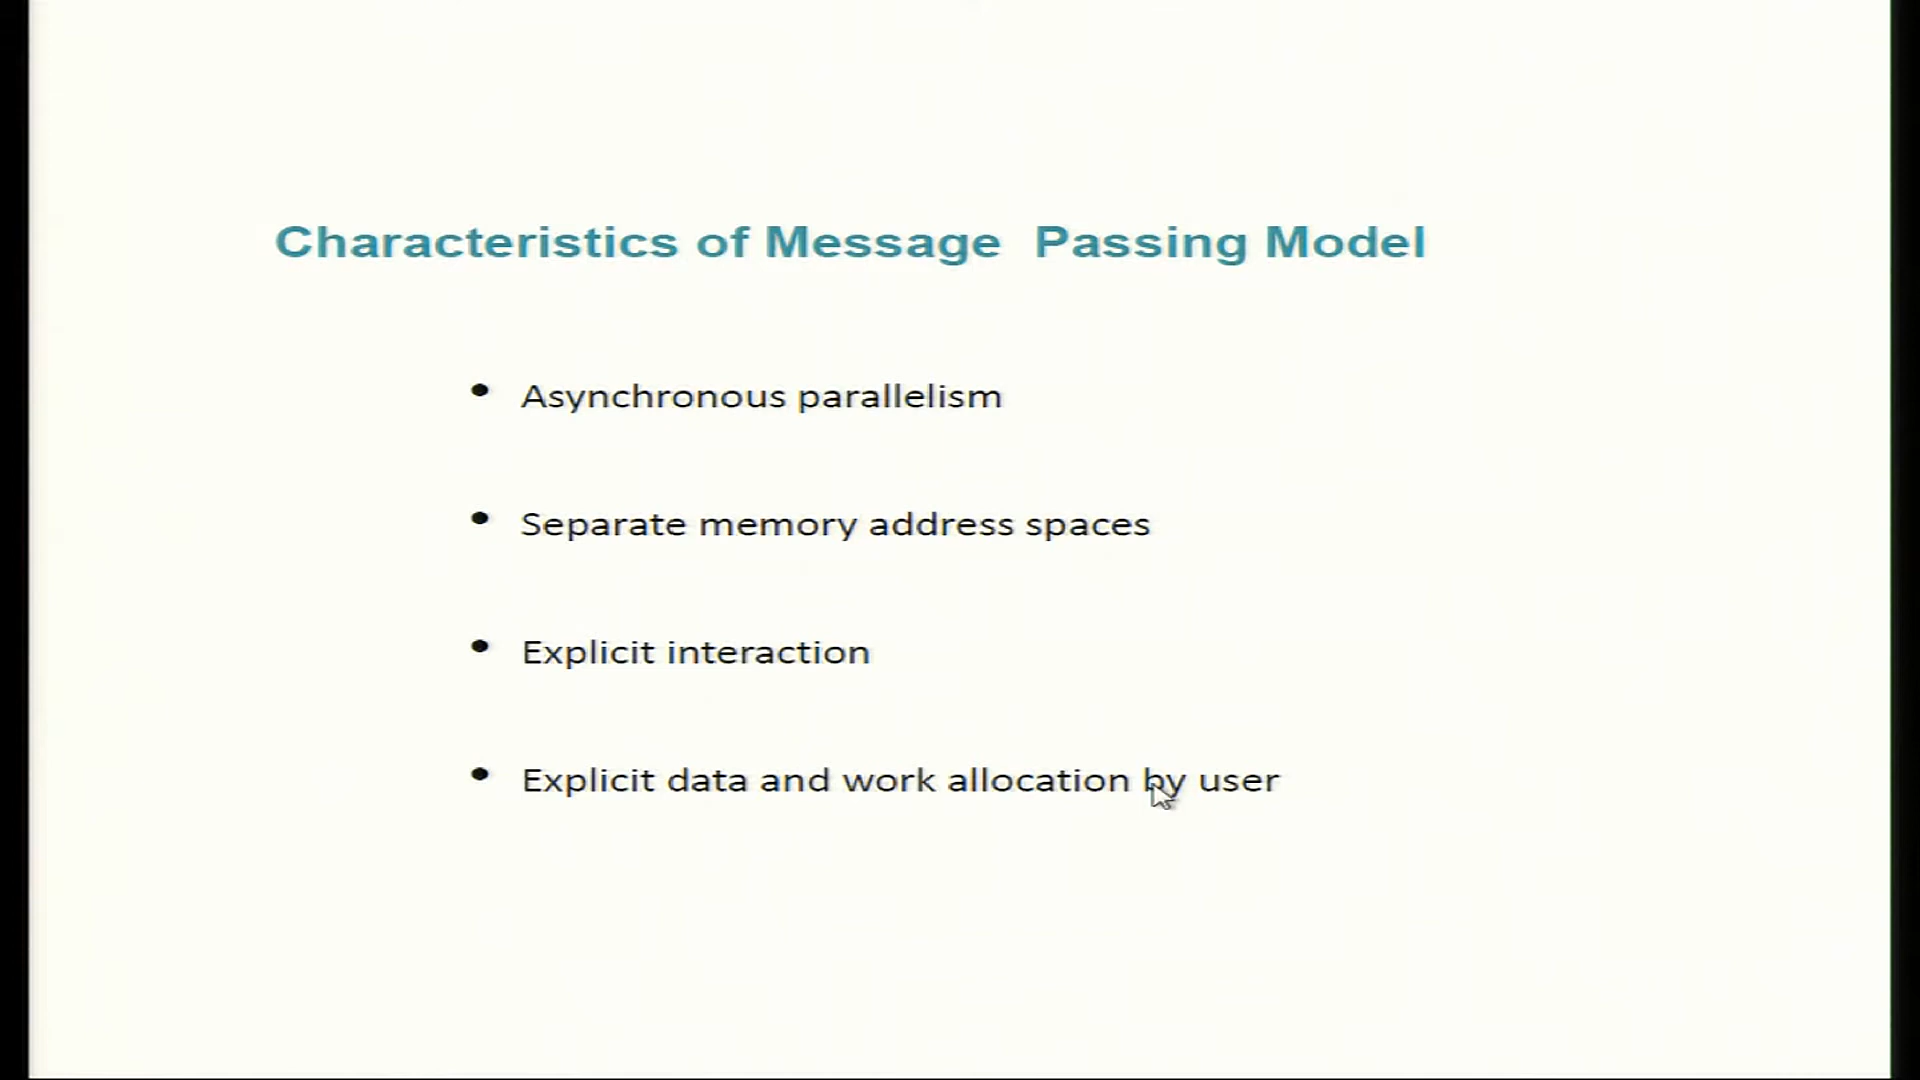 Characteristics of Message Passing Model
• Asynchronous parallelism
• Separate memory address spaces
• Explicit interaction
• Explicit data and work allocation by user